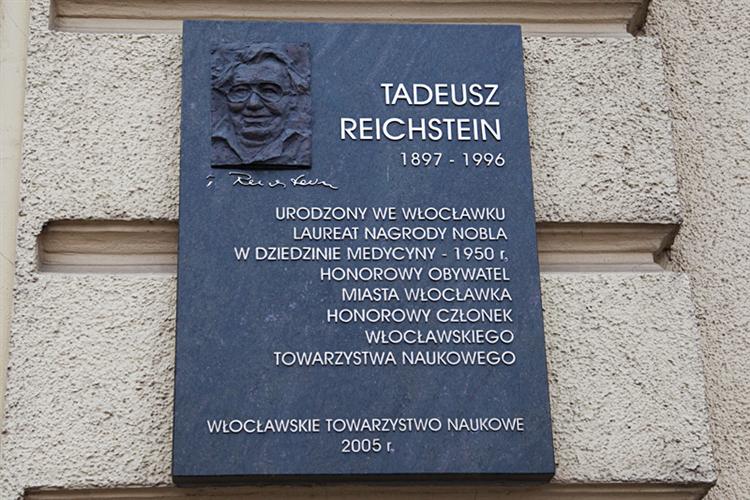 TADEUSZ
REICHSTEIN
1897 - 1996
T. Reichstein
URODZONY WE WŁOCŁAWKU
LAUREAT NAGRODY NOBLA
W DZIEDZINIE MEDYCYNY - 1950 r.
HONOROWY OBYWATEL
MIASTA WŁOCŁAWKA
HONOROWY CZŁONEK
WŁOCŁAWSKIEGO
TOWARZYSTWA NAUKOWEGO
WŁOCŁAWSKIE TOWARZYSTWO NAUKOWE
2005 r.